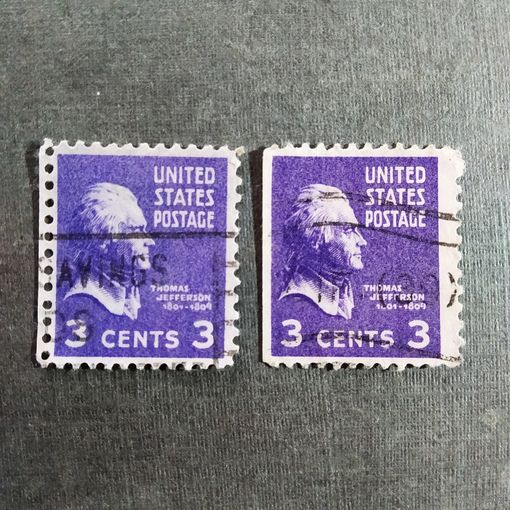 UNITED
STATES
POSTAGE
SAVINGS
THOMAS
JEFFERSON
1801-1809
3 CENTS 3
UNITED
STATES
POSTAGE
THOMAS
JEFFERSON
1801-1809
3 CENTS 3